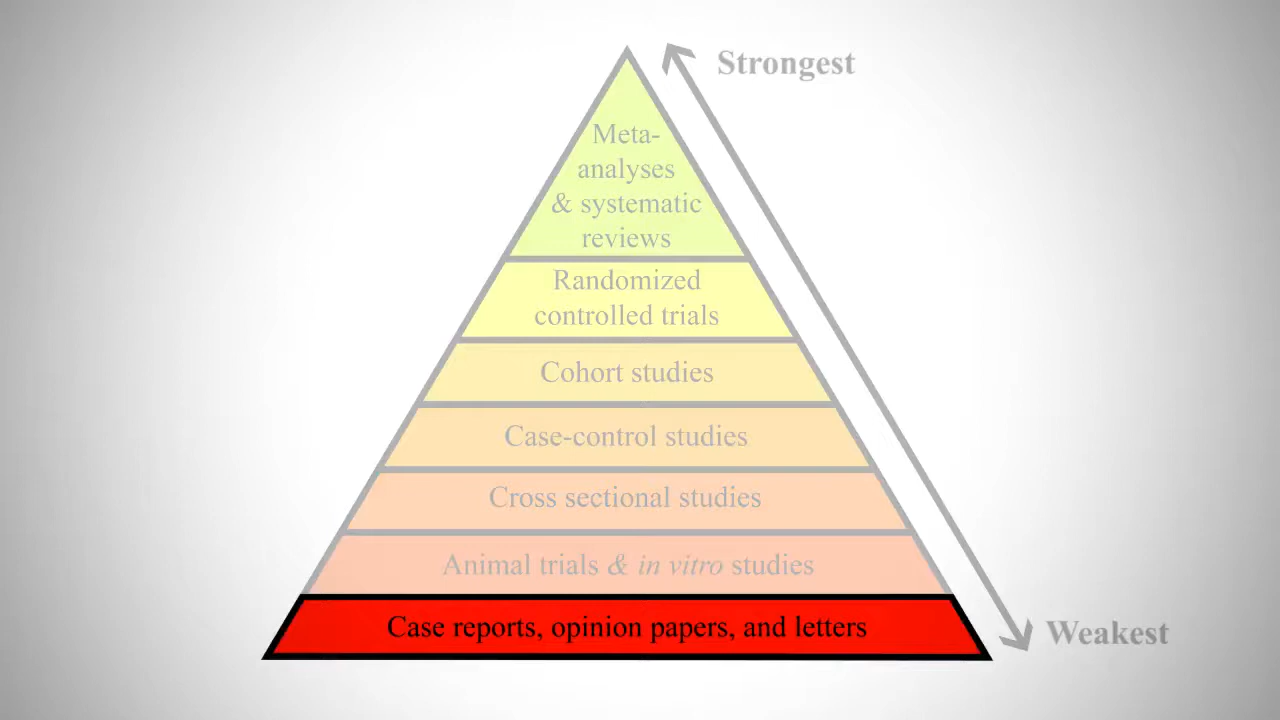 Strongest
Meta-
analyses
& systematic
reviews
Randomized
controlled trials
Cohort studies
Case-control studies
Cross sectional studies
Animal trials & in vitro studies
Case reports, opinion papers, and letters
Weakest